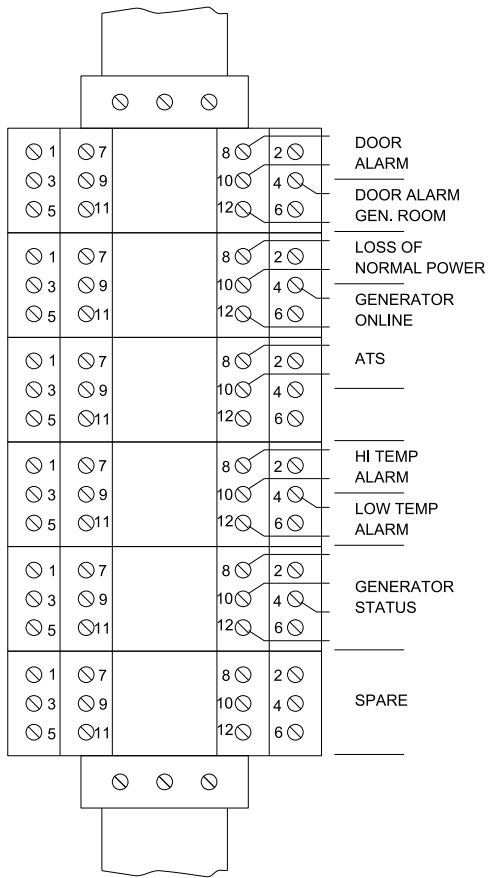 1 7 8 2 DOOR
ALARM
3 9 10 4
DOOR ALARM
5 11 12 6 GEN. ROOM
1 7 8 2 LOSS OF
NORMAL POWER
3 9 10 4
GENERATOR
5 11 12 6 ONLINE
1 7 8 2 ATS
3 9 10 4
5 11 12 6
1 7 8 2 HI TEMP
ALARM
3 9 10 4
LOW TEMP
5 11 12 6 ALARM
1 7 8 2
GENERATOR
3 9 10 4 STATUS
5 11 12 6
1 7 8 2
3 9 10 4 SPARE
5 11 12 6